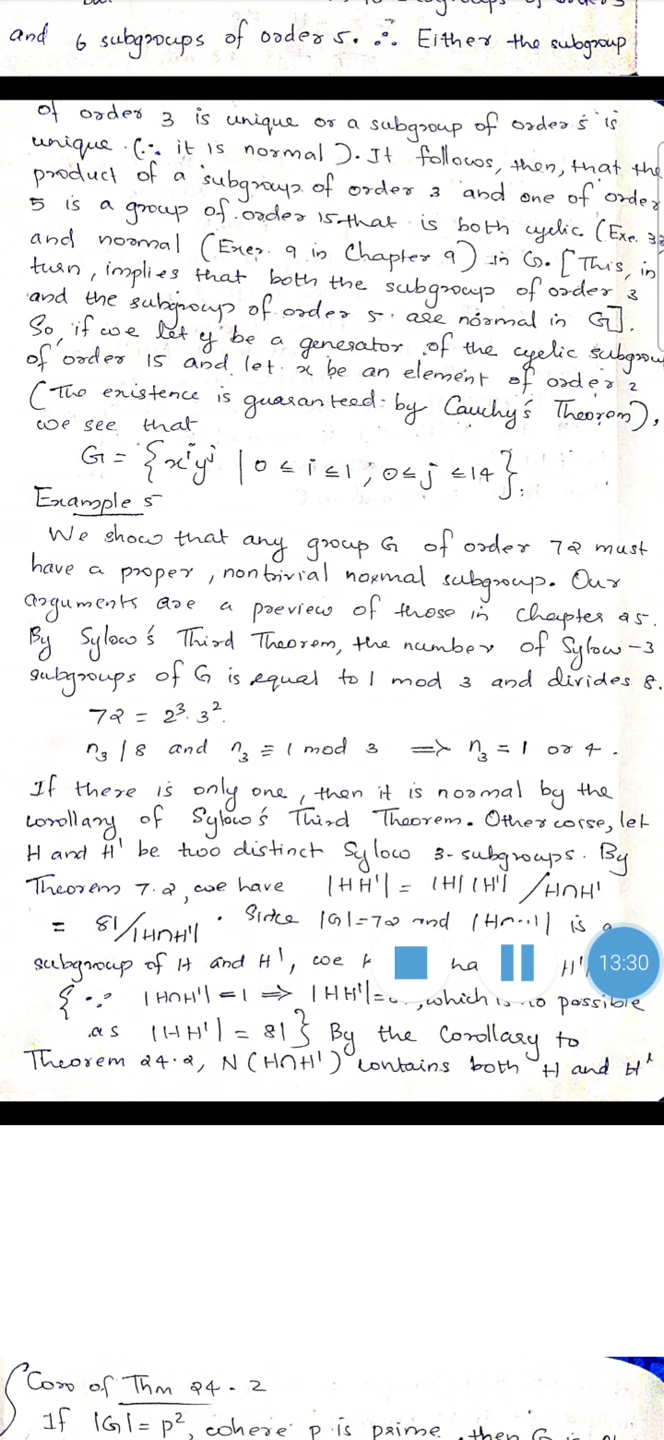 and 6 subgroups of order 5. ∴ Either the subgroup
of order 3 is unique or a subgroup of order 5 is
unique. (∵ it is normal). It follows, then, that the
product of a subgroup of order 3 and one of order
5 is a group of order 15 that is both cyclic (Exe. 33
and normal (Exer. 9 in Chapter 9) in G. [This, in
turn, implies that both the subgroup of order 3
and the subgroup of order 5 are normal in G].
So, if we let y be a generator of the cyclic subgrou
of order 15 and let x be an element of order 2
(The existence is guaranteed by Cauchy's Theorem),
we see that
G = {xⁱyʲ | 0 ≤ i ≤ 1 ; 0 ≤ j ≤ 14}.
Example 5
We show that any group G of order 72 must
have a proper, nontrivial normal subgroup. Our
arguments are a preview of those in chapter 25.
By Sylow's Third Theorem, the number of Sylow-3
subgroups of G is equal to 1 mod 3 and divides 8.
72 = 2³. 3².
n₃ / 8 and n₃ ≡ 1 mod 3 ⇒ n₃ = 1 or 4.
If there is only one, then it is normal by the
corollary of Sylow's Third Theorem. Otherwise, let
H and H' be two distinct Sylow 3-subgroups. By
Theorem 7.2, we have |HH'| = |H| |H'| / H∩H'
= 81/|H∩H'|. Since |G|=72 and |H∩ '| is a
subgroup of H and H', we ha H' 13:30
{∵ |H∩H'| = 1 ⇒ |HH'|= , which is possible
as |HH'| = 81} By the Corollary to
Theorem 24.2, N(H∩H') contains both H and H'
Coro of Thm 24.2
If |G| = p², where p is prime, then G is